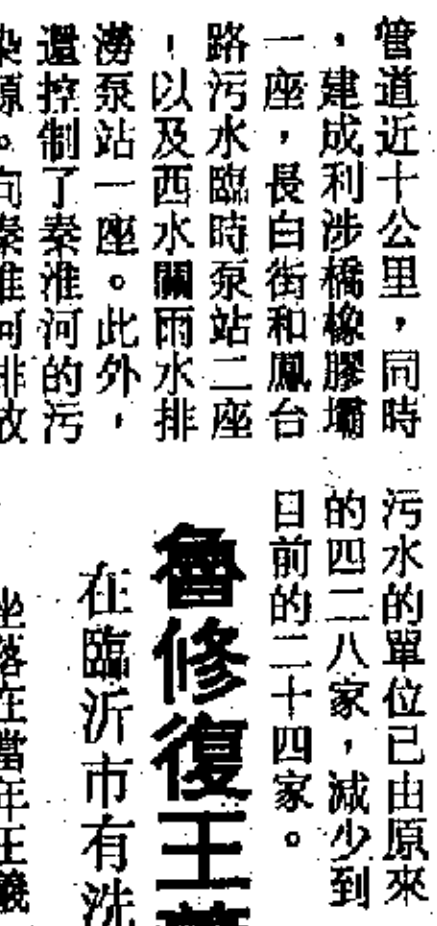 管道近十公里，同時
，建成利涉橋橡膠壩
一座，長白街和鳳台
路污水臨時泵站二座
，以及西水關雨水排
澇泵站一座。此外，
還控制了秦淮河的污
染源。向秦淮河排放
污水的單位已由原來
的四二八家，減少到
目前的二十四家。
魯修復王
在臨沂市有洗
坐落在當年王羲